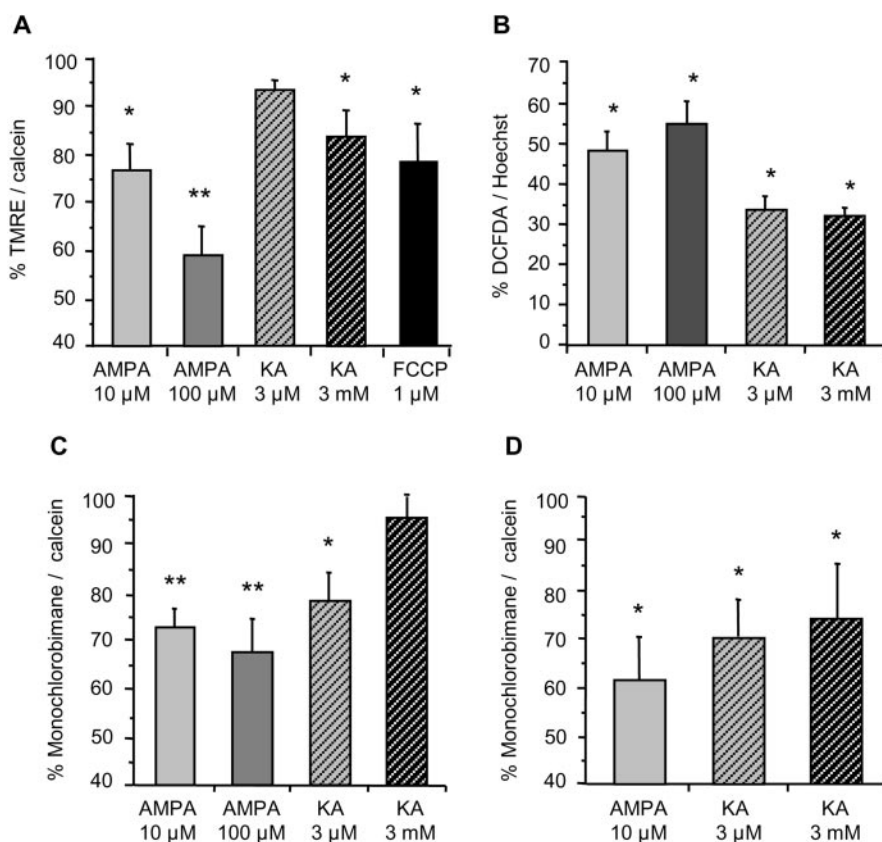 A
% TMRE / calcein
100
90
80
70
60
50
40
*
**
*
*
AMPA
10 µM
AMPA
100 µM
KA
3 µM
KA
3 mM
FCCP
1 µM
B
% DCFDA / Hoechst
70
60
50
40
30
20
10
0
*
*
*
*
AMPA
10 µM
AMPA
100 µM
KA
3 µM
KA
3 mM
C
% Monochlorobimane / calcein
100
90
80
70
60
50
40
**
**
*
AMPA
10 µM
AMPA
100 µM
KA
3 µM
KA
3 mM
D
% Monochlorobimane / calcein
100
90
80
70
60
50
40
*
*
*
AMPA
10 µM
KA
3 µM
KA
3 mM